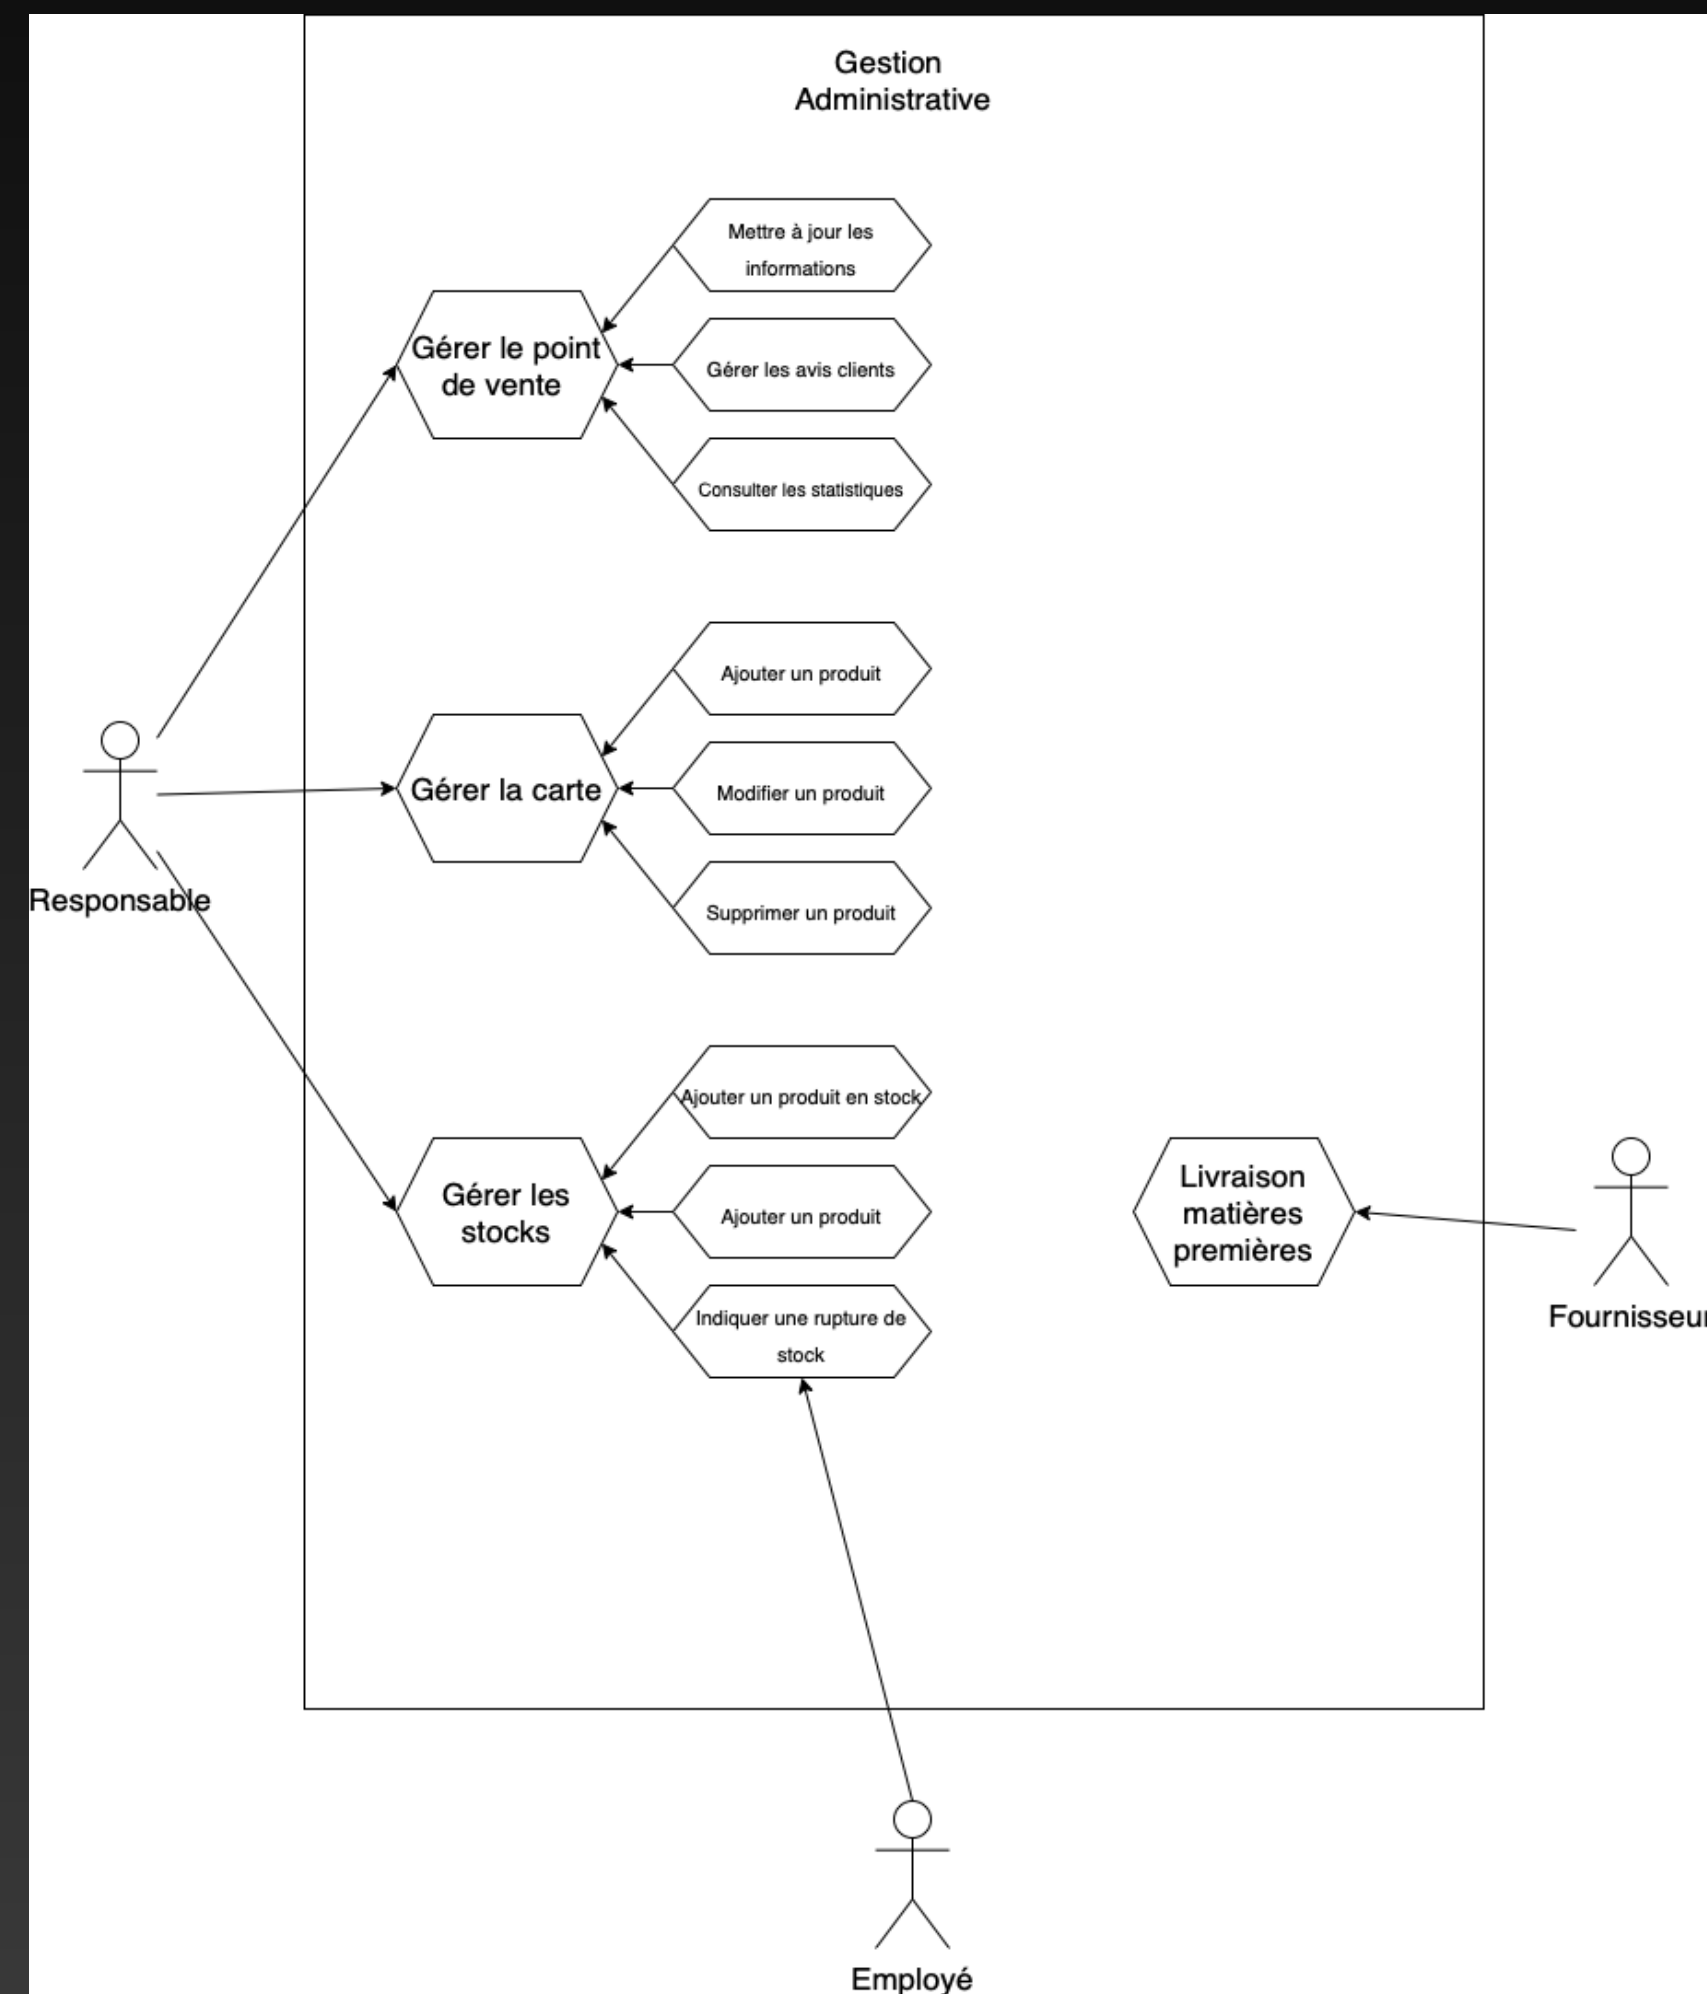 Gestion
Administrative
Mettre à jour les
informations
Gérer le point
de vente
Gérer les avis clients
Consulter les statistiques
Ajouter un produit
Gérer la carte
Modifier un produit
Supprimer un produit
Responsable
Ajouter un produit en stock
Gérer les
stocks
Ajouter un produit
Indiquer une rupture de
stock
Livraison
matières
premières
Fournisseur
Employé